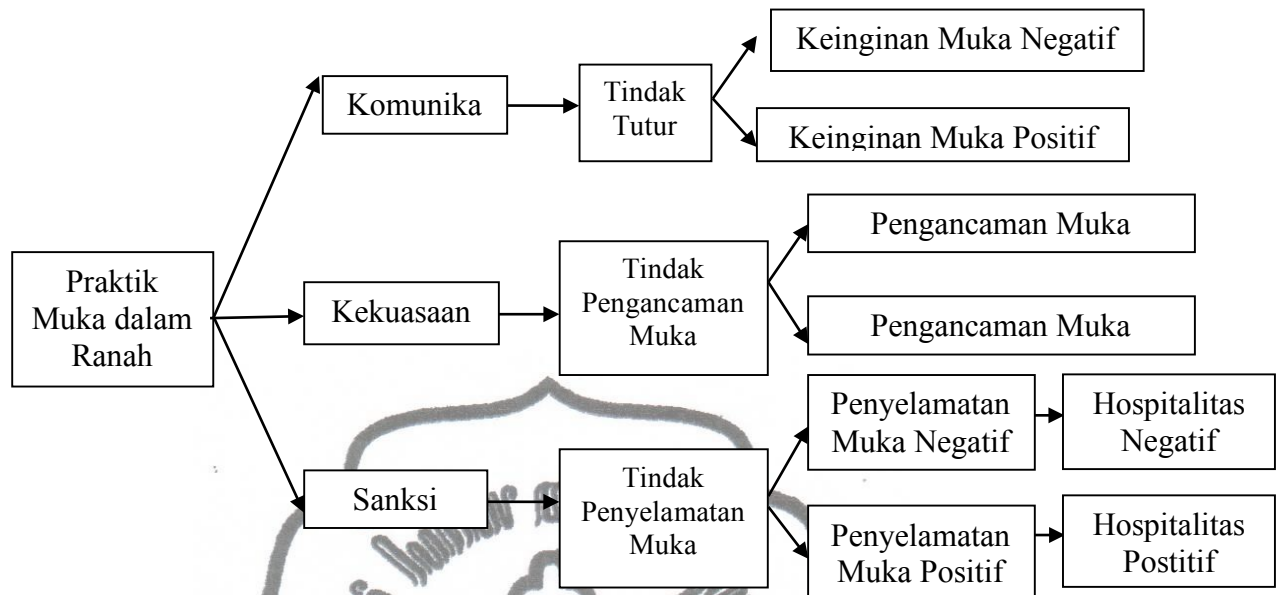 Praktik
Muka dalam
Ranah
Komunika
Tindak
Tutur
Keinginan Muka Negatif
Keinginan Muka Positif
Kekuasaan
Tindak
Pengancaman
Muka
Pengancaman Muka
Pengancaman Muka
Sanksi
Tindak
Penyelamatan
Muka
Penyelamatan
Muka Negatif
Hospitalitas
Negatif
Penyelamatan
Muka Positif
Hospitalitas
Postitif